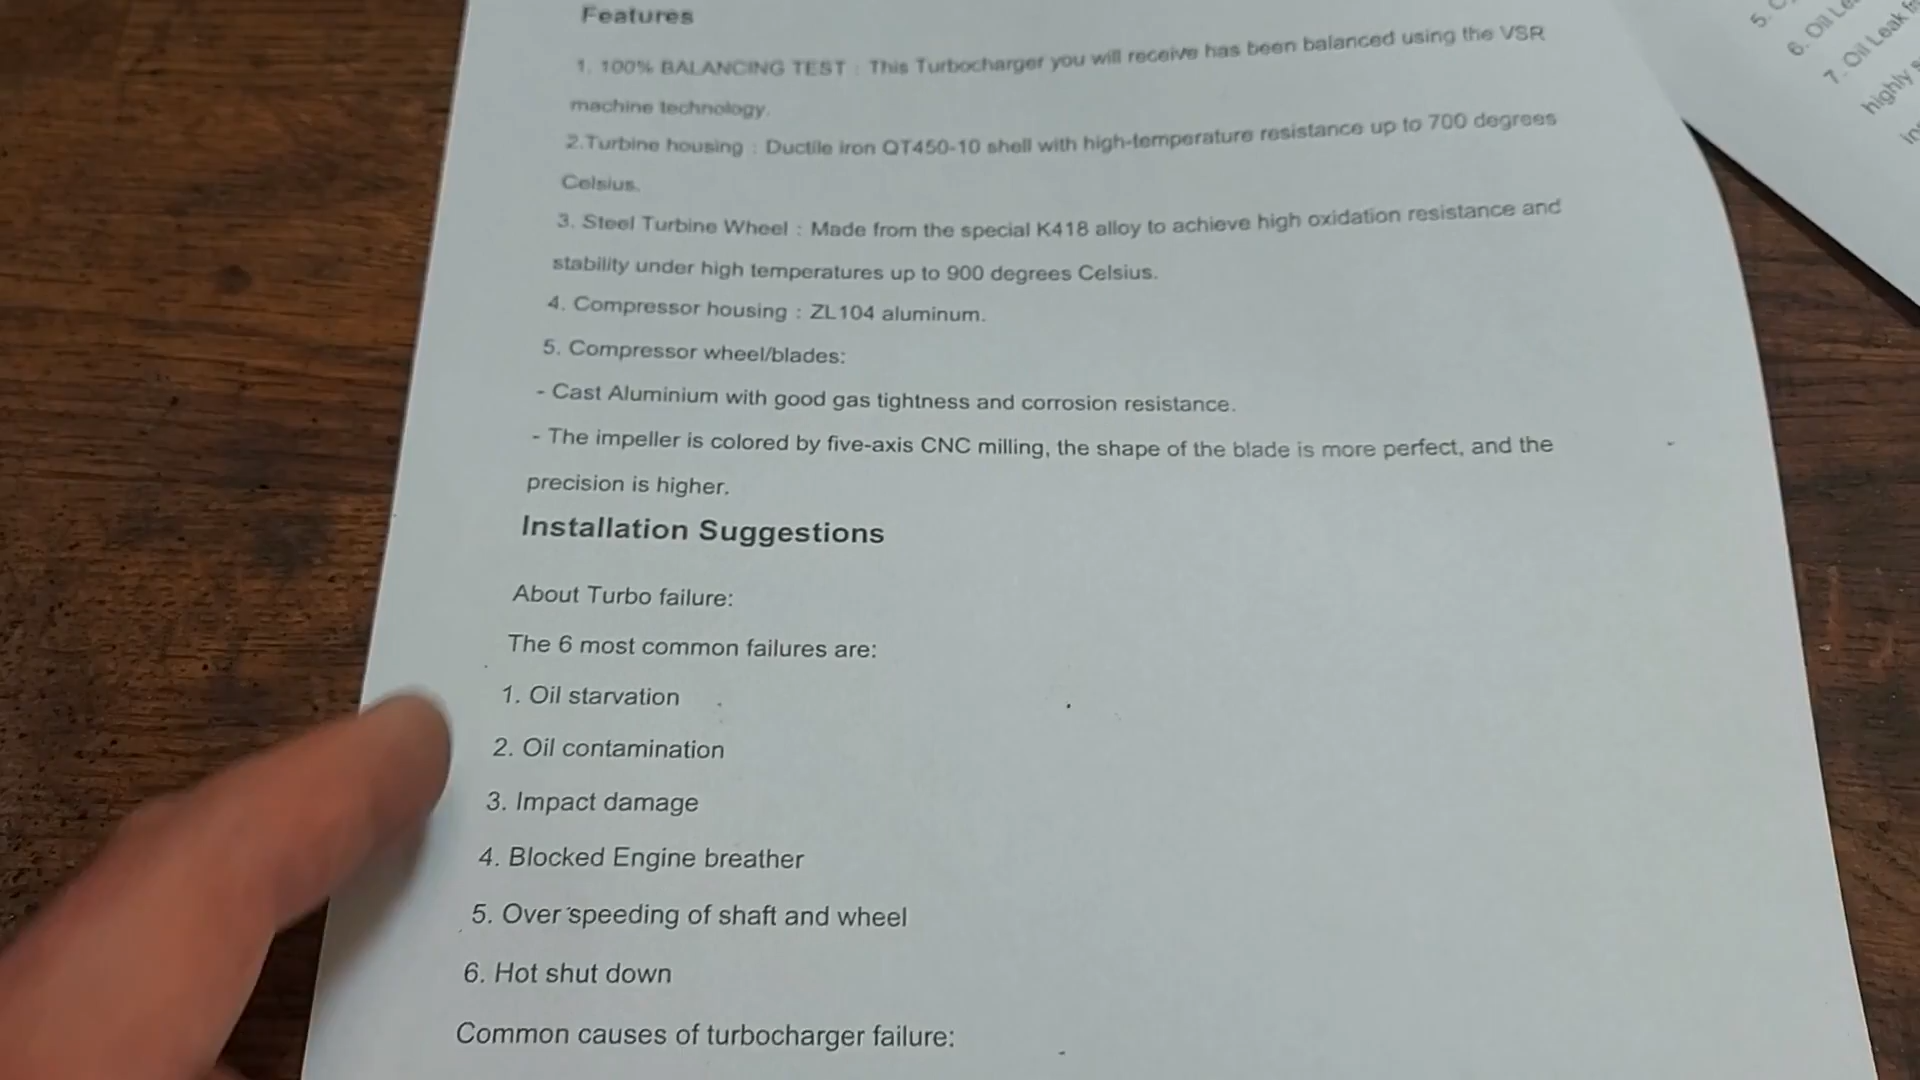 Features
1. 100% BALANCING TEST : This Turbocharger you will receive has been balanced using the VSR
machine technology.
2.Turbine housing : Ductile iron QT450-10 shell with high-temperature resistance up to 700 degrees
Celsius.
3. Steel Turbine Wheel : Made from the special K418 alloy to achieve high oxidation resistance and
stability under high temperatures up to 900 degrees Celsius.
4. Compressor housing : ZL104 aluminum.
5. Compressor wheel/blades:
- Cast Aluminium with good gas tightness and corrosion resistance.
- The impeller is colored by five-axis CNC milling, the shape of the blade is more perfect, and the
precision is higher.
Installation Suggestions
About Turbo failure:
The 6 most common failures are:
1. Oil starvation
2. Oil contamination
3. Impact damage
4. Blocked Engine breather
5. Over speeding of shaft and wheel
6. Hot shut down
Common causes of turbocharger failure:
5.
6. Oil
7. Oil Leak
highly